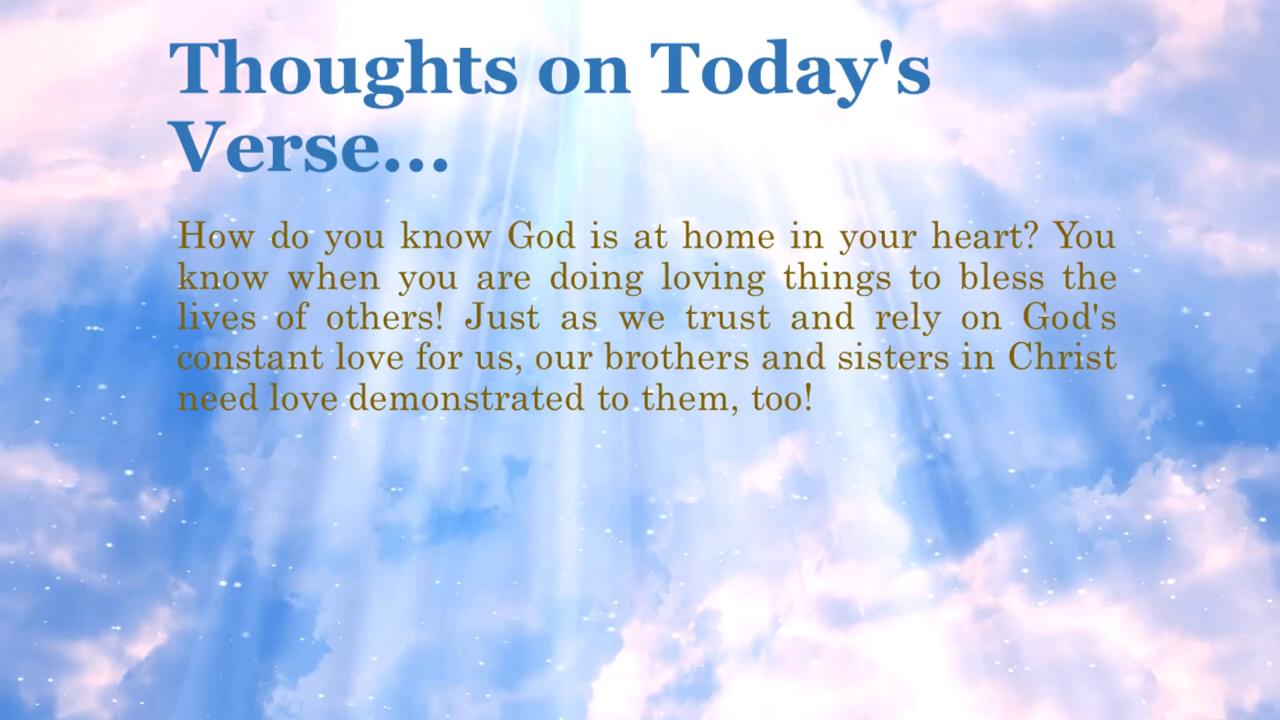 Thoughts on Today's
Verse...
How do you know God is at home in your heart? You
know when you are doing loving things to bless the
lives of others! Just as we trust and rely on God's
constant love for us, our brothers and sisters in Christ
need love demonstrated to them, too!